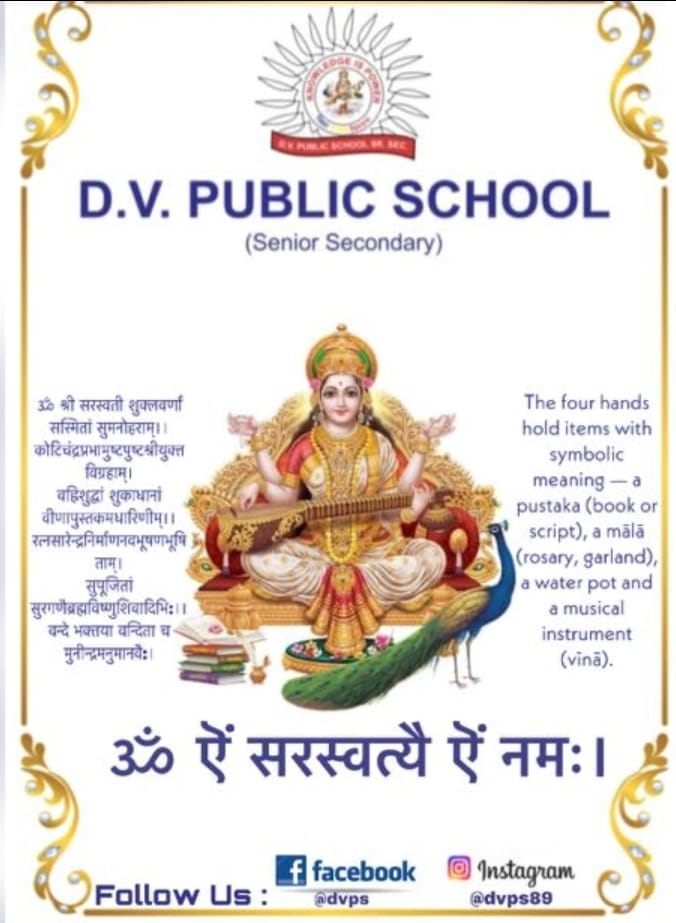 KNOWLEDGE IS POWER
D.V. PUBLIC SCHOOL SR. SEC.
D.V. PUBLIC SCHOOL
(Senior Secondary)
ॐ श्री सरस्वती शुक्लवर्णां
सस्मितां सुमनोहराम्।।
कोटिचंद्रप्रभामुष्टपुष्टश्रीयुक्त
विग्रहाम्।
वह्निशुद्धां शुकाधानां
वीणापुस्तकमधारिणीम्।।
रत्नसारेन्द्रनिर्माणनवभूषणभूषि
ताम्।
सुपूजितां
सुरगणैब्रह्मविष्णुशिवादिभि:।।
वन्दे भक्तया वन्दिता च
मुनीन्द्रमनुमानवै:।
The four hands
hold items with
symbolic
meaning — a
pustaka (book or
script), a mālā
(rosary, garland),
a water pot and
a musical
instrument
(vīnā).
ॐ ऐं सरस्वत्यै ऐं नमः।
Follow Us :
facebook
@dvps
Instagram
@dvps89